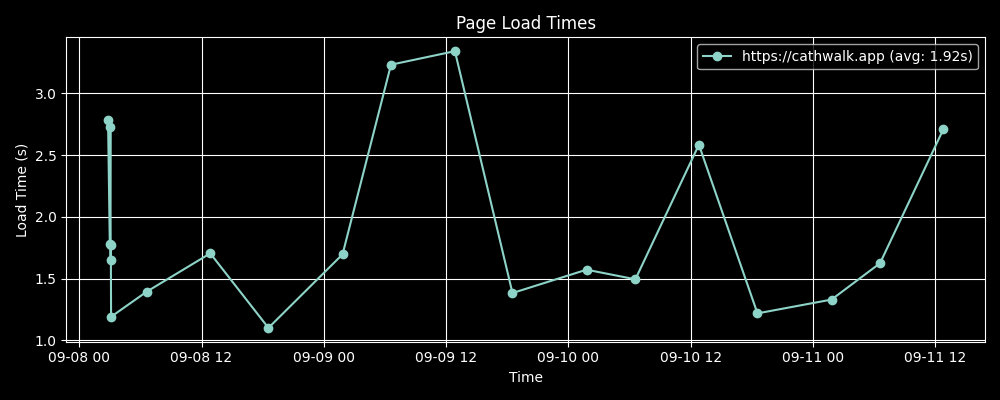 Page Load Times
https://cathwalk.app (avg: 1.92s)
Load Time (s)
3.0
2.5
2.0
1.5
1.0
09-08 00 09-08 12 09-09 00 09-09 12 09-10 00 09-10 12 09-11 00 09-11 12
Time